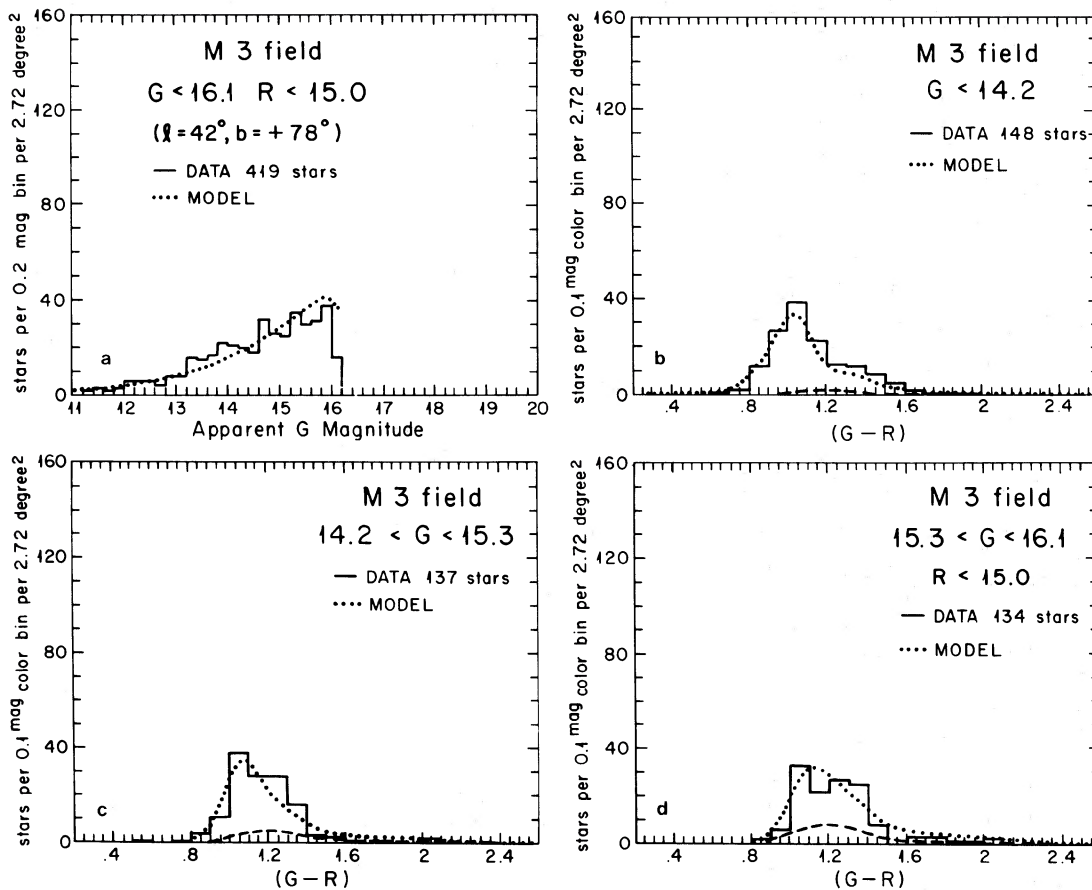 stars per 0.2 mag bin per 2.72 degree²
160
120
80
40
0
M 3 field
G < 16.1 R < 15.0
(ℓ = 42°, b = + 78°)
— DATA 419 stars
···· MODEL
a
11 12 13 14 15 16 17 18 19 20
Apparent G Magnitude
stars per 0.1 mag color bin per 2.72 degree²
160
120
80
40
0
M 3 field
G < 14.2
— DATA 148 stars
···· MODEL
b
.4 .8 1.2 1.6 2 2.4
(G – R)
stars per 0.1 mag color bin per 2.72 degree²
160
120
80
40
0
M 3 field
14.2 < G < 15.3
— DATA 137 stars
···· MODEL
c
.4 .8 1.2 1.6 2 2.4
(G – R)
stars per 0.1 mag color bin per 2.72 degree²
160
120
80
40
0
M 3 field
15.3 < G < 16.1
R < 15.0
— DATA 134 stars
···· MODEL
d
.4 .8 1.2 1.6 2 2.4
(G – R)